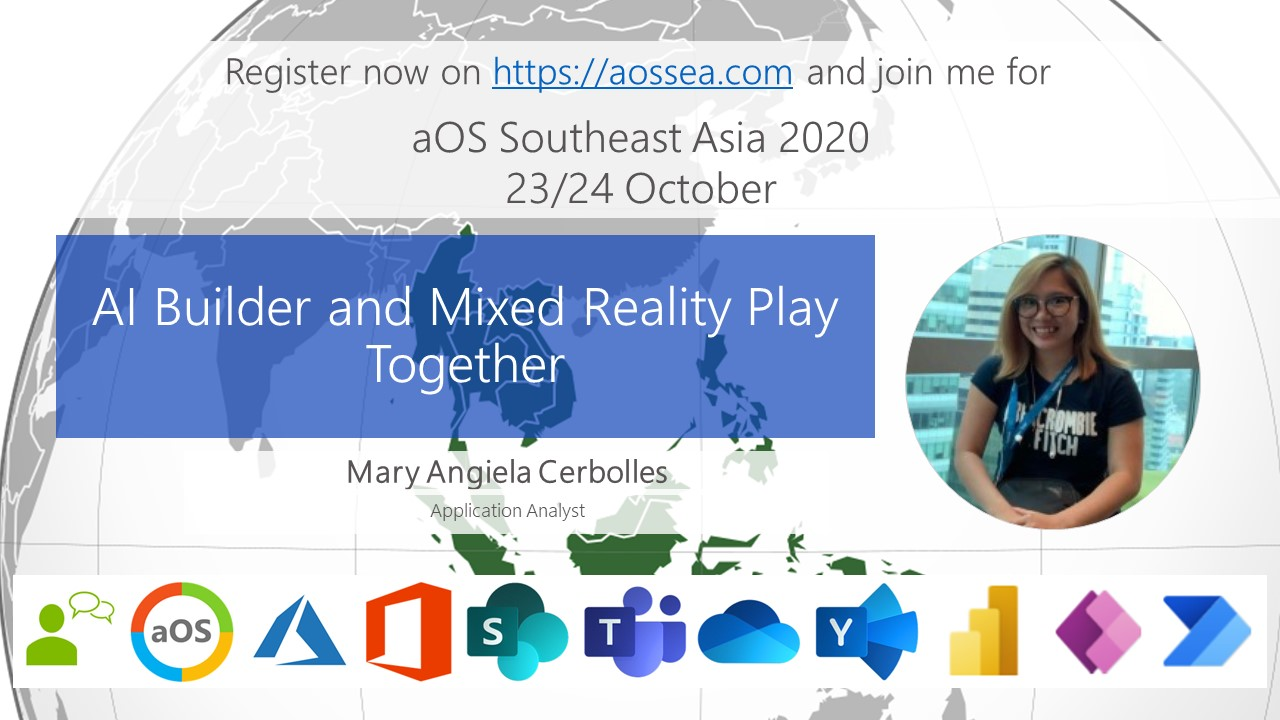 Register now on https://aossea.com and join me for
aOS Southeast Asia 2020
23/24 October
AI Builder and Mixed Reality Play
Together
Mary Angiela Cerbolles
Application Analyst
FITCH
aOS
S
T
Y